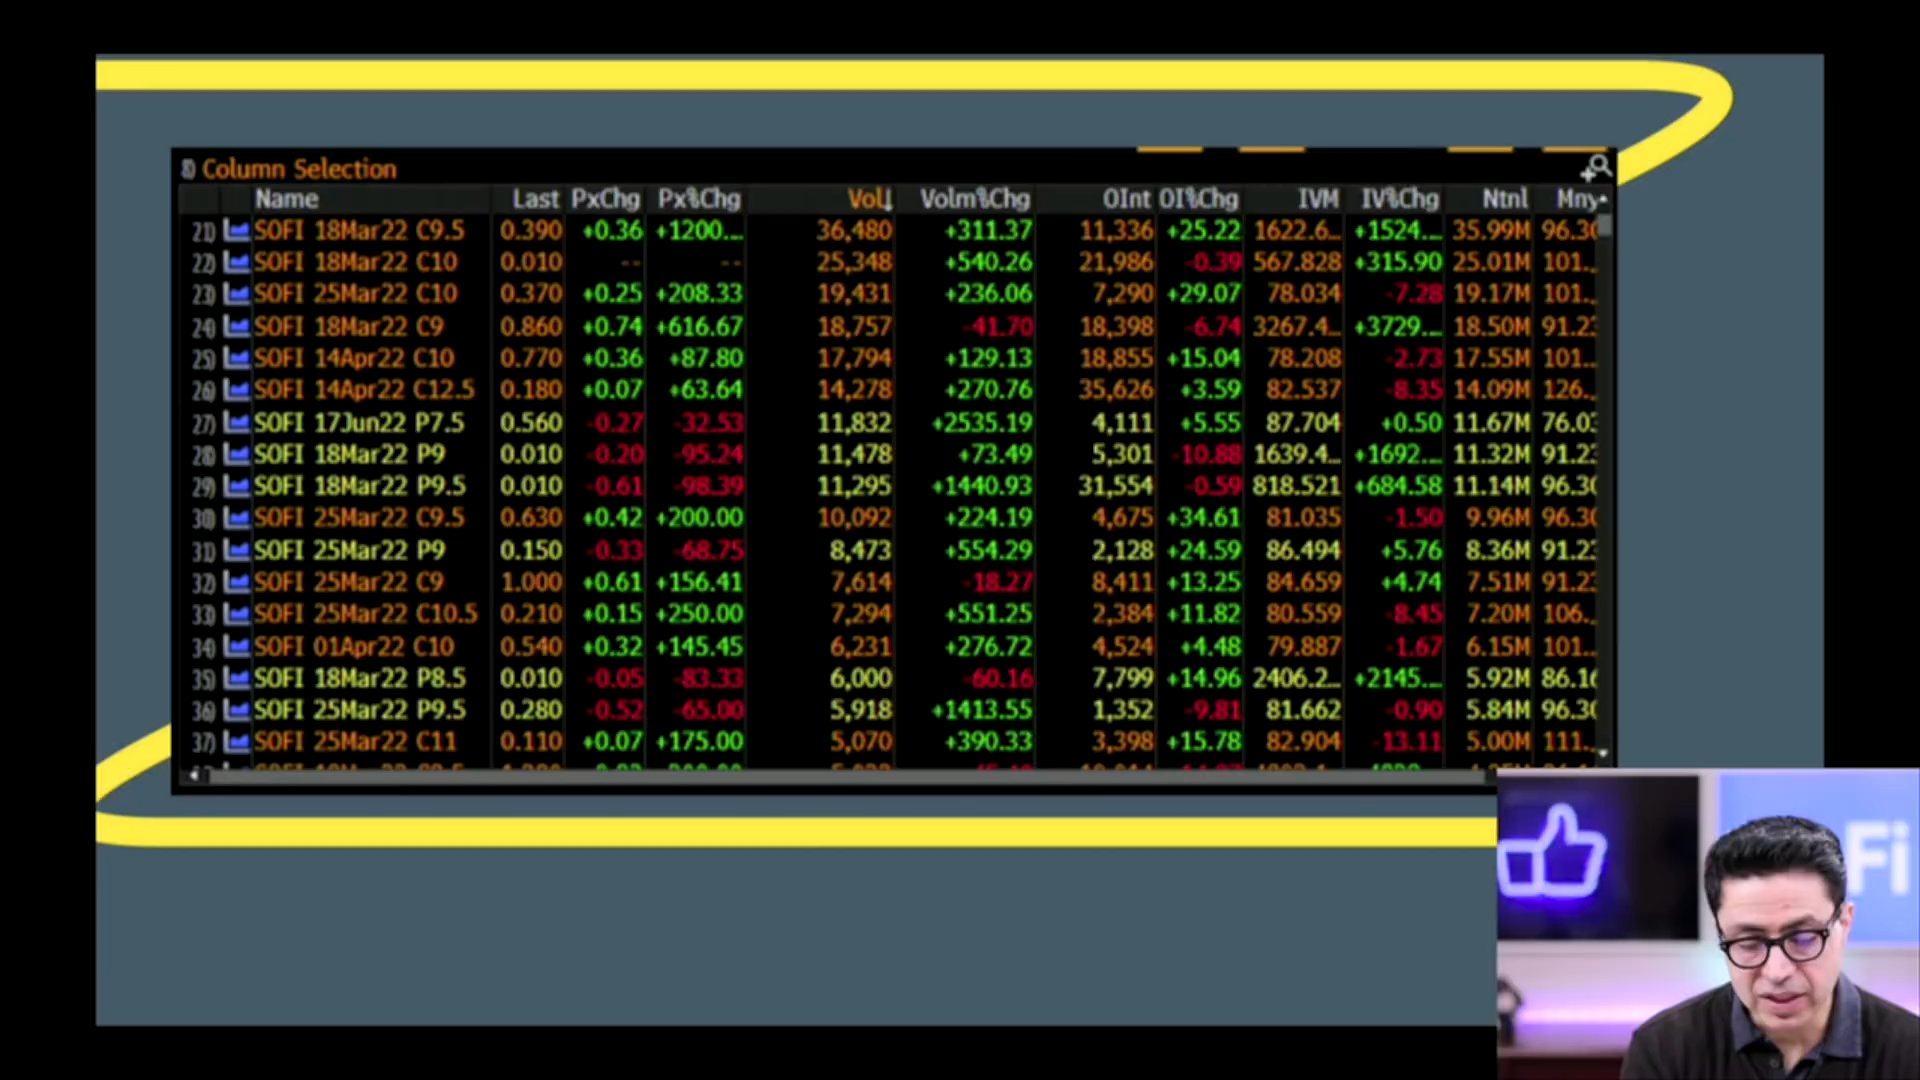 Column Selection
Name Last PxChg Px%Chg Vol↓ Volm%Chg OInt OI%Chg IVM IV%Chg Ntnl Mny
21) SOFI 18Mar22 C9.5 0.390 +0.36 +1200... 36,480 +311.37 11,336 +25.22 1622.6... +1524.... 35.99M 96.30
22) SOFI 18Mar22 C10 0.010 -- -- 25,348 +540.26 21,986 -0.39 567.828 +315.90 25.01M 101...
23) SOFI 25Mar22 C10 0.370 +0.25 +208.33 19,431 +236.06 7,290 +29.07 78.034 -7.28 19.17M 101...
24) SOFI 18Mar22 C9 0.860 +0.74 +616.67 18,757 -41.70 18,398 -6.74 3267.4... +3729.... 18.50M 91.23
25) SOFI 14Apr22 C10 0.770 +0.36 +87.80 17,794 +129.13 18,855 +15.04 78.208 -2.73 17.55M 101...
26) SOFI 14Apr22 C12.5 0.180 +0.07 +63.64 14,278 +270.76 35,626 +3.59 82.537 -8.35 14.09M 126...
27) SOFI 17Jun22 P7.5 0.560 -0.27 -32.53 11,832 +2535.19 4,111 +5.55 87.704 +0.50 11.67M 76.03
28) SOFI 18Mar22 P9 0.010 -0.20 -95.24 11,478 +73.49 5,301 -10.88 1639.4... +1692.... 11.32M 91.23
29) SOFI 18Mar22 P9.5 0.010 -0.61 -98.39 11,295 +1440.93 31,554 -0.59 818.521 +684.58 11.14M 96.30
30) SOFI 25Mar22 C9.5 0.630 +0.42 +200.00 10,092 +224.19 4,675 +34.61 81.035 -1.50 9.96M 96.30
31) SOFI 25Mar22 P9 0.150 -0.33 -68.75 8,473 +554.29 2,128 +24.59 86.494 +5.76 8.36M 91.23
32) SOFI 25Mar22 C9 1.000 +0.61 +156.41 7,614 -18.27 8,411 +13.25 84.659 +4.74 7.51M 91.23
33) SOFI 25Mar22 C10.5 0.210 +0.15 +250.00 7,294 +551.25 2,384 +11.82 80.559 -8.45 7.20M 106...
34) SOFI 01Apr22 C10 0.540 +0.32 +145.45 6,231 +276.72 4,524 +4.48 79.887 -1.67 6.15M 101...
35) SOFI 18Mar22 P8.5 0.010 -0.05 -83.33 6,000 -60.16 7,799 +14.96 2406.2... +2145.... 5.92M 86.16
36) SOFI 25Mar22 P9.5 0.280 -0.52 -65.00 5,918 +1413.55 1,352 -9.81 81.662 -0.90 5.84M 96.30
37) SOFI 25Mar22 C11 0.110 +0.07 +175.00 5,070 +390.33 3,398 +15.78 82.904 -13.11 5.00M 111...
Fi